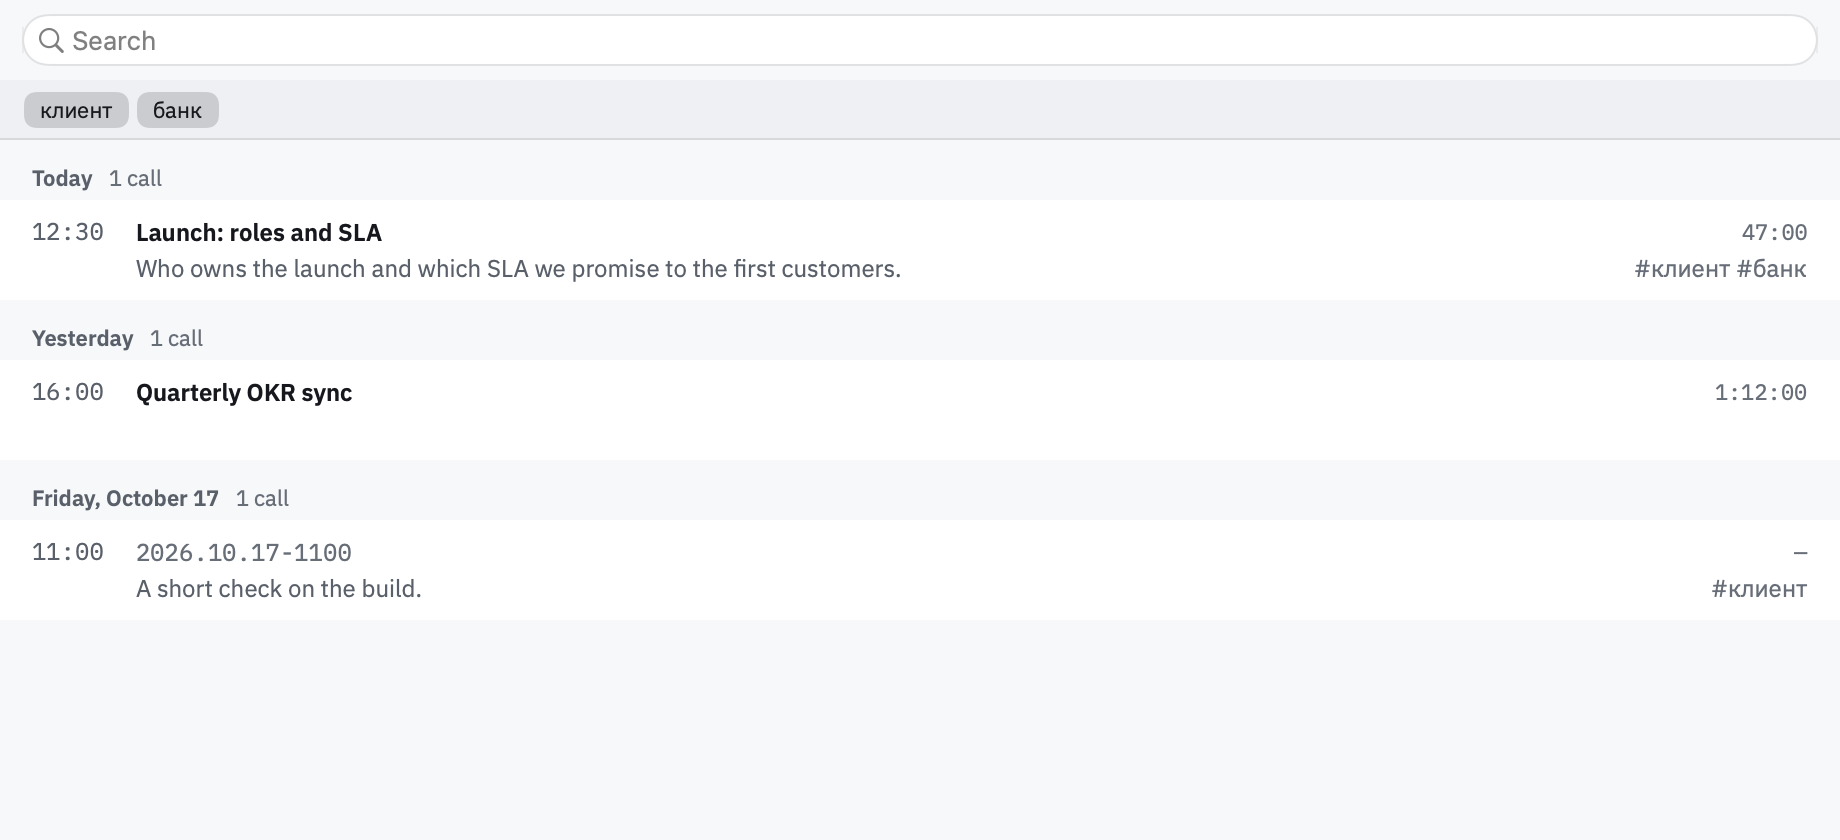 Search
клиент банк
Today 1 call
12:30 Launch: roles and SLA 47:00
Who owns the launch and which SLA we promise to the first customers. #клиент #банк
Yesterday 1 call
16:00 Quarterly OKR sync 1:12:00
Friday, October 17 1 call
11:00 2026.10.17-1100 –
A short check on the build. #клиент